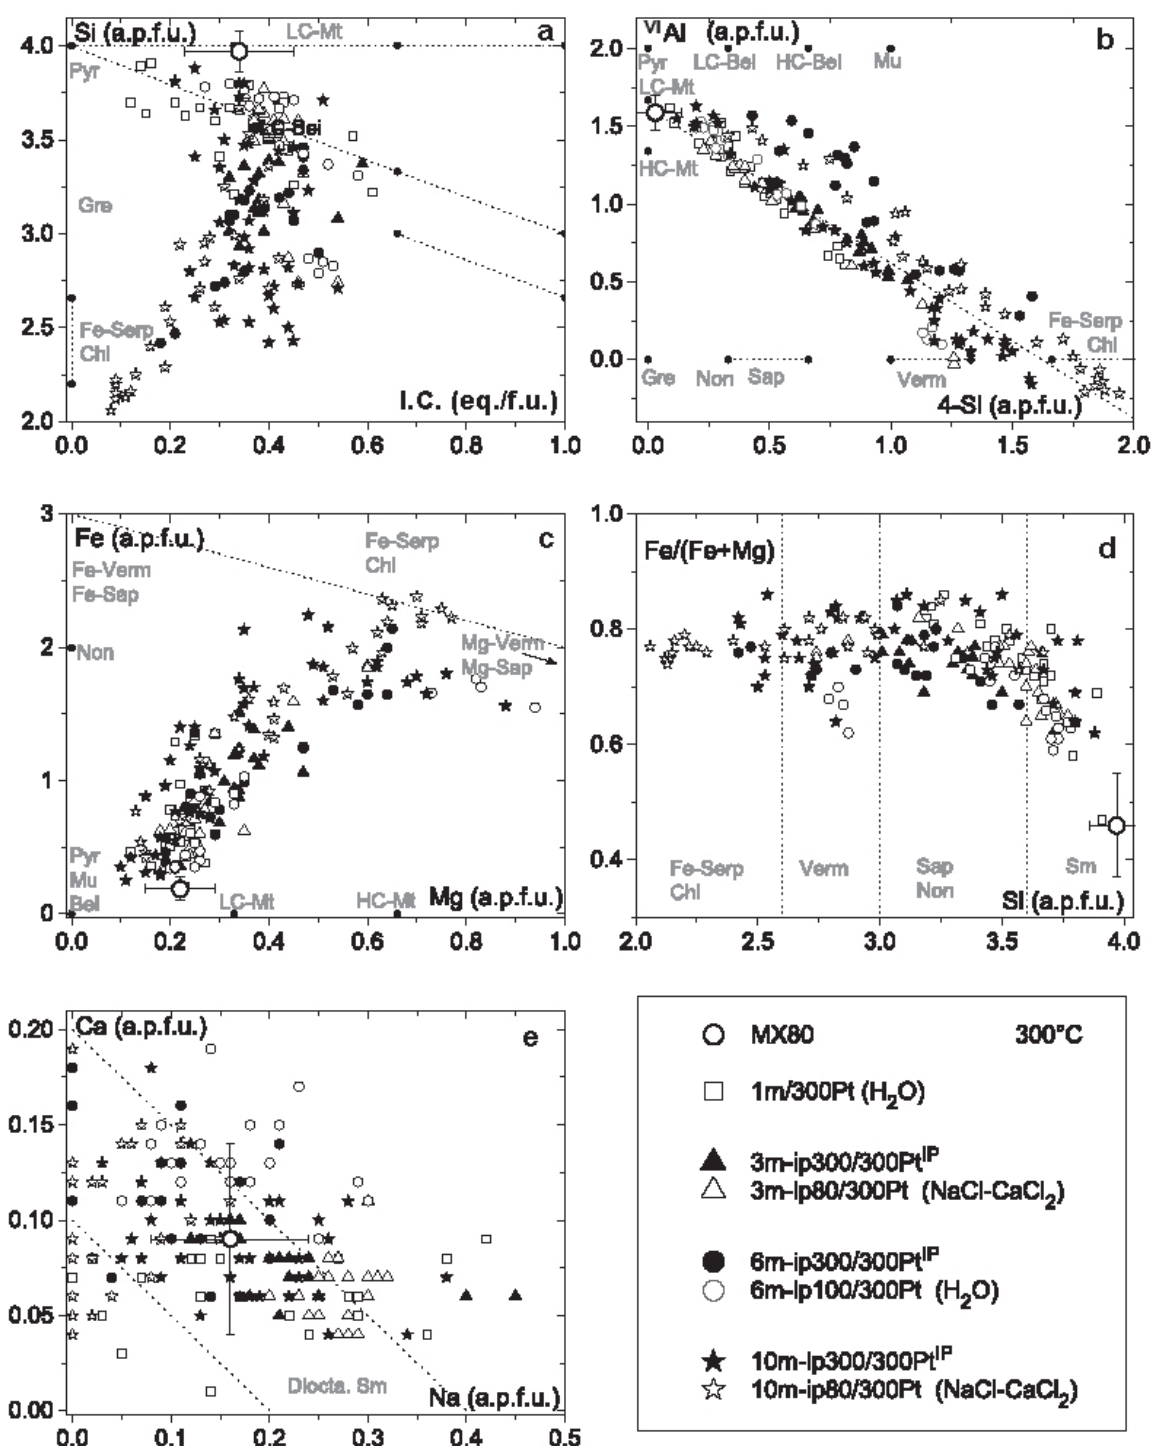 Si (a.p.f.u.)
LC-Mt
a
4.0
Pyr
3.5
LC-Bei
Gre
3.0
2.5
Fe-Serp
Chl
I.C. (eq./f.u.)
2.0
0.0 0.2 0.4 0.6 0.8 1.0
VIAl (a.p.f.u.)
b
2.0
Pyr LC-Bei HC-Bei Mu
LC-Mt
1.5
HC-Mt
1.0
0.5
Fe-Serp
Chl
0.0
Gre Non Sap Verm
4-Si (a.p.f.u.)
0.0 0.5 1.0 1.5 2.0
3
Fe (a.p.f.u.)
Fe-Serp
Chl
c
Fe-Verm
Fe-Sap
2
Non
Mg-Verm
Mg-Sap
1
Pyr
Mu
Bei
LC-Mt
HC-Mt
Mg (a.p.f.u.)
0
0.0 0.2 0.4 0.6 0.8 1.0
1.0
Fe/(Fe+Mg)
d
0.8
0.6
0.4
Fe-Serp
Chl
Verm
Sap
Non
Sm
Si (a.p.f.u.)
2.0 2.5 3.0 3.5 4.0
0.20
Ca (a.p.f.u.)
e
0.15
0.10
0.05
Diocta. Sm
Na (a.p.f.u.)
0.00
0.0 0.1 0.2 0.3 0.4 0.5
MX80 300°C
1m/300Pt (H2O)
3m-ip300/300PtIP
3m-ip80/300Pt (NaCl-CaCl2)
6m-ip300/300PtIP
6m-ip100/300Pt (H2O)
10m-ip300/300PtIP
10m-ip80/300Pt (NaCl-CaCl2)